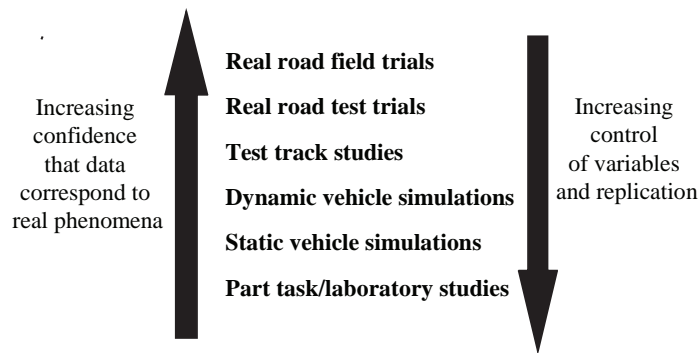 Increasing
confidence
that data
correspond to
real phenomena
Real road field trials
Real road test trials
Test track studies
Dynamic vehicle simulations
Static vehicle simulations
Part task/laboratory studies
Increasing
control
of variables
and replication